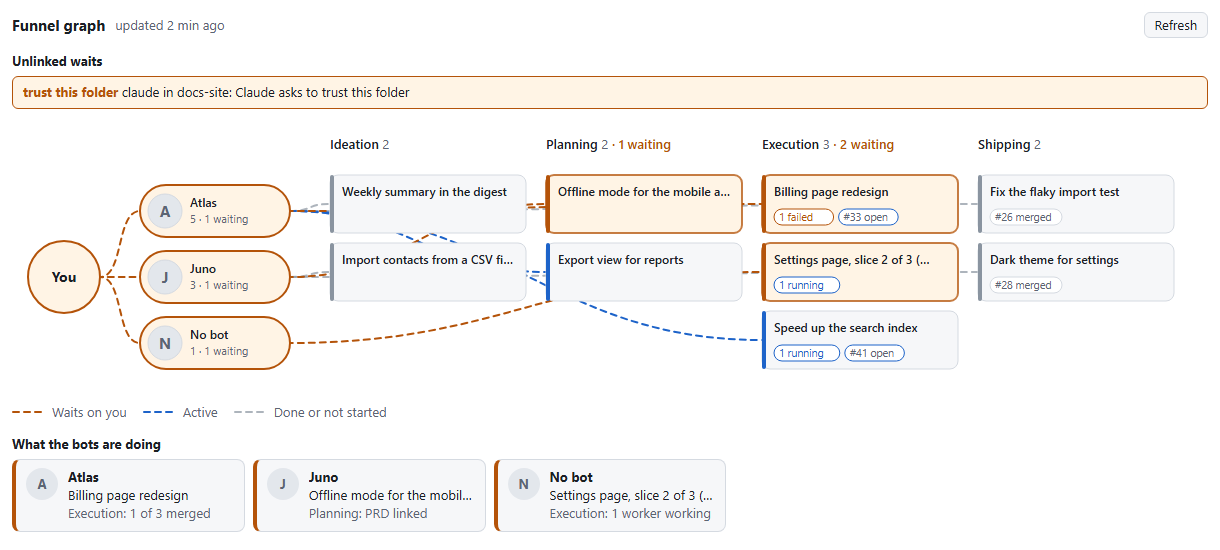 Funnel graph updated 2 min ago
Refresh
Unlinked waits
trust this folder claude in docs-site: Claude asks to trust this folder
Ideation 2
Planning 2 · 1 waiting
Execution 3 · 2 waiting
Shipping 2
You
A
Atlas
5 · 1 waiting
J
Juno
3 · 1 waiting
N
No bot
1 · 1 waiting
Weekly summary in the digest
Import contacts from a CSV fi...
Offline mode for the mobile a...
Export view for reports
Billing page redesign
1 failed
#33 open
Settings page, slice 2 of 3 (...
1 running
Speed up the search index
1 running
#41 open
Fix the flaky import test
#26 merged
Dark theme for settings
#28 merged
Waits on you
Active
Done or not started
What the bots are doing
A
Atlas
Billing page redesign
Execution: 1 of 3 merged
J
Juno
Offline mode for the mobil...
Planning: PRD linked
N
No bot
Settings page, slice 2 of 3 (...
Execution: 1 worker working